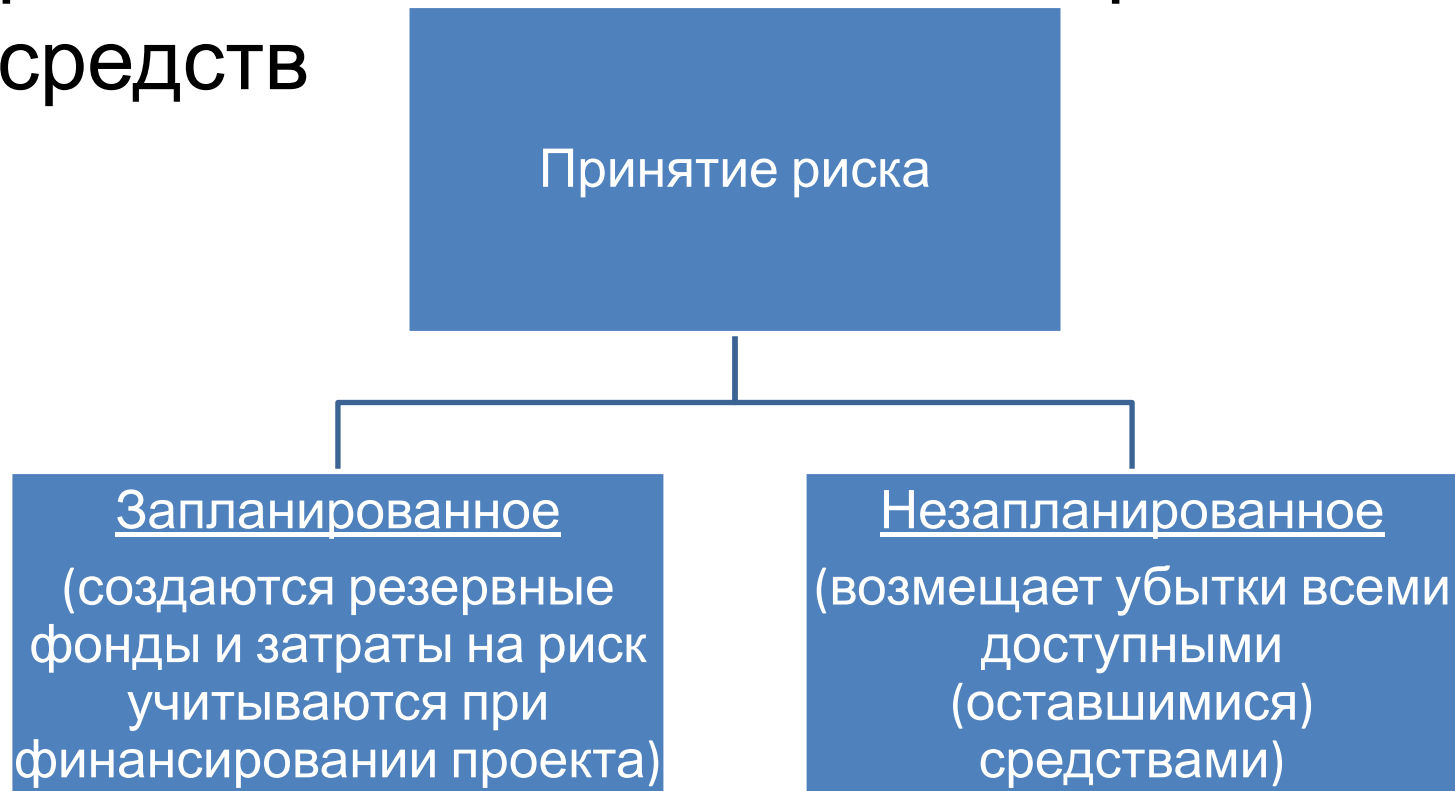 средств
Принятие риска
Запланированное
(создаются резервные
фонды и затраты на риск
учитываются при
финансировании проекта)
Незапланированное
(возмещает убытки всеми
доступными
(оставшимися)
средствами)